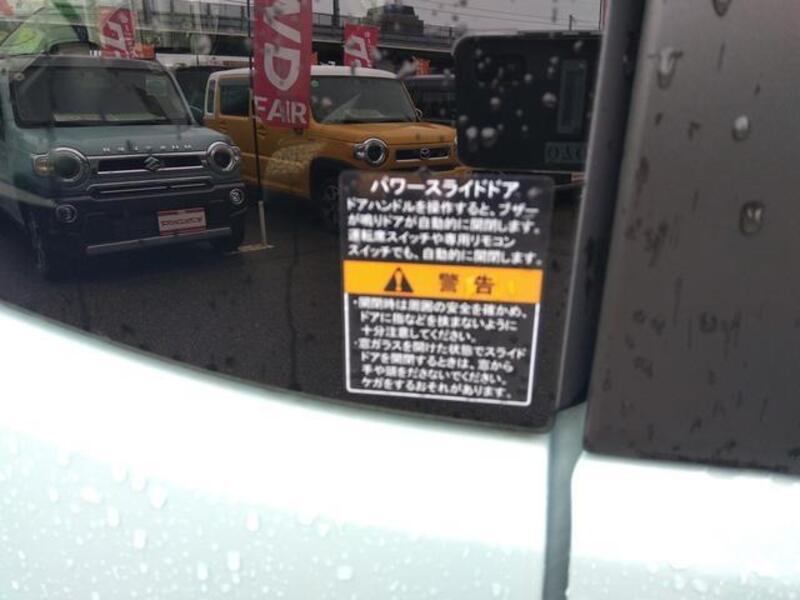 WD
FAIR
パワースライドドア
ドアハンドルを操作すると、ブザー
が鳴りドアが自動的に開閉します。
運転席スイッチや専用リモコン
スイッチでも、自動的に開閉します。
警告
・開閉時は周囲の安全を確かめ、
ドアに指などを挟まないように
十分注意してください。
・窓ガラスを開けた状態でスライド
ドアを開閉するときは、窓から
手や頭をださないでください。
ケガをするおそれがあります。